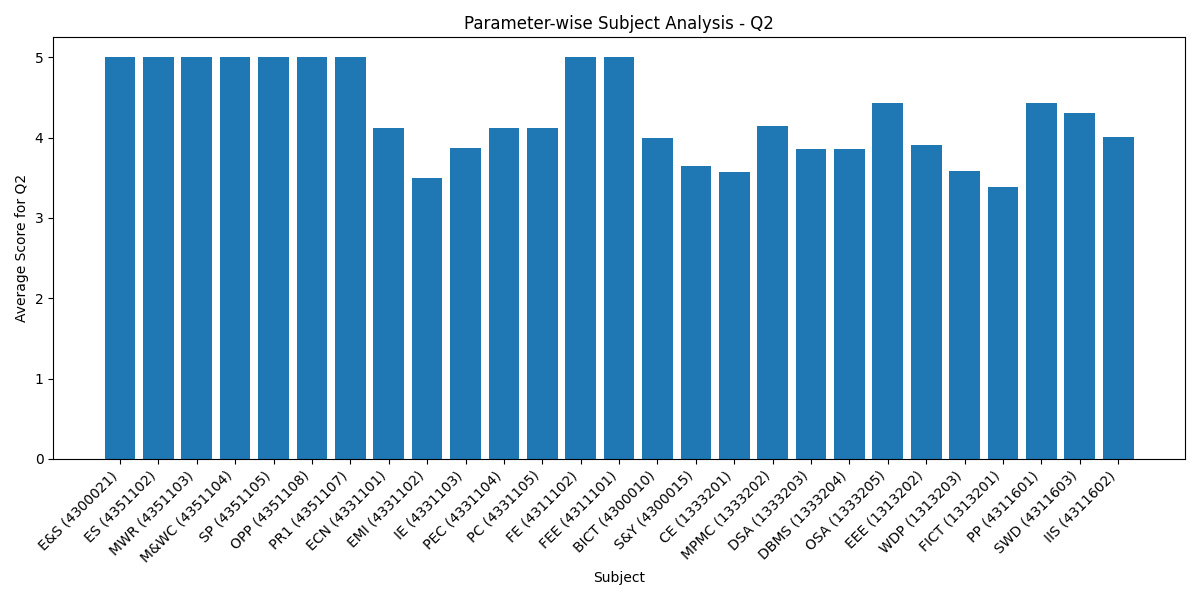 Parameter-wise Subject Analysis - Q2
Average Score for Q2
5
4
3
2
1
0
E&S (4300021)
ES (4351102)
MWR (4351103)
M&WC (4351104)
SP (4351105)
OPP (4351108)
PR1 (4351107)
ECN (4331101)
EMI (4331102)
IE (4331103)
PEC (4331104)
PC (4331105)
FE (4311102)
FEE (4311101)
BICT (4300010)
S&Y (4300015)
CE (1333201)
MPMC (1333202)
DSA (1333203)
DBMS (1333204)
OSA (1333205)
EEE (1313202)
WDP (1313203)
FICT (1313201)
PP (4311601)
SWD (4311603)
IIS (4311602)
Subject